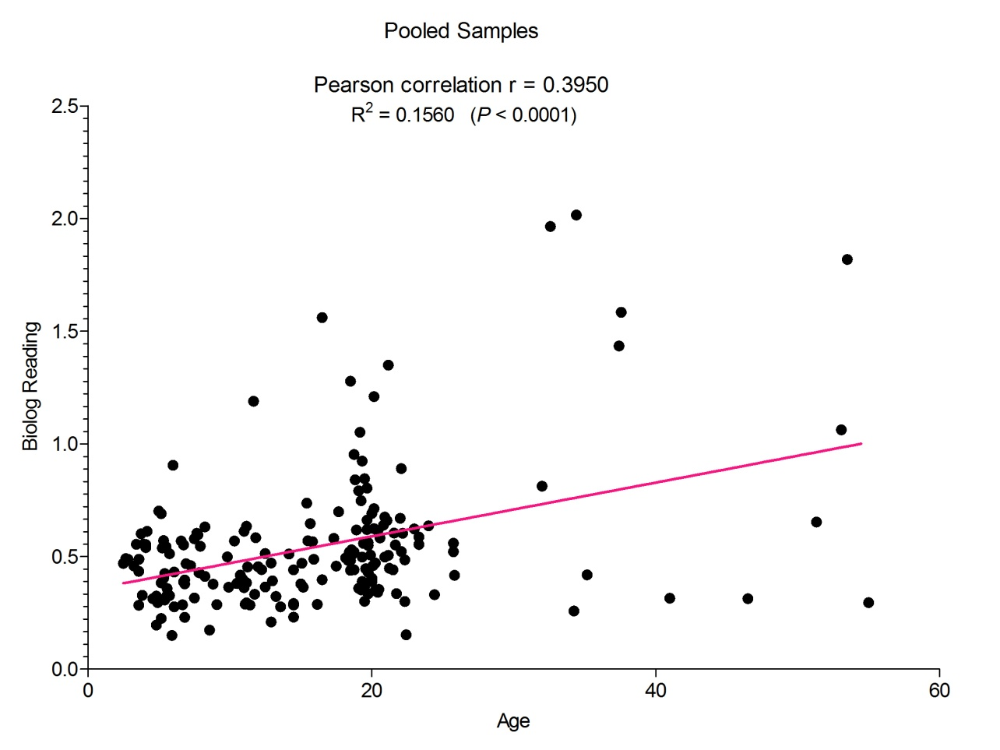 Pooled Samples
Pearson correlation r = 0.3950
R² = 0.1560 (P < 0.0001)
2.5
2.0
1.5
1.0
0.5
0.0
Biolog Reading
0 20 40 60
Age